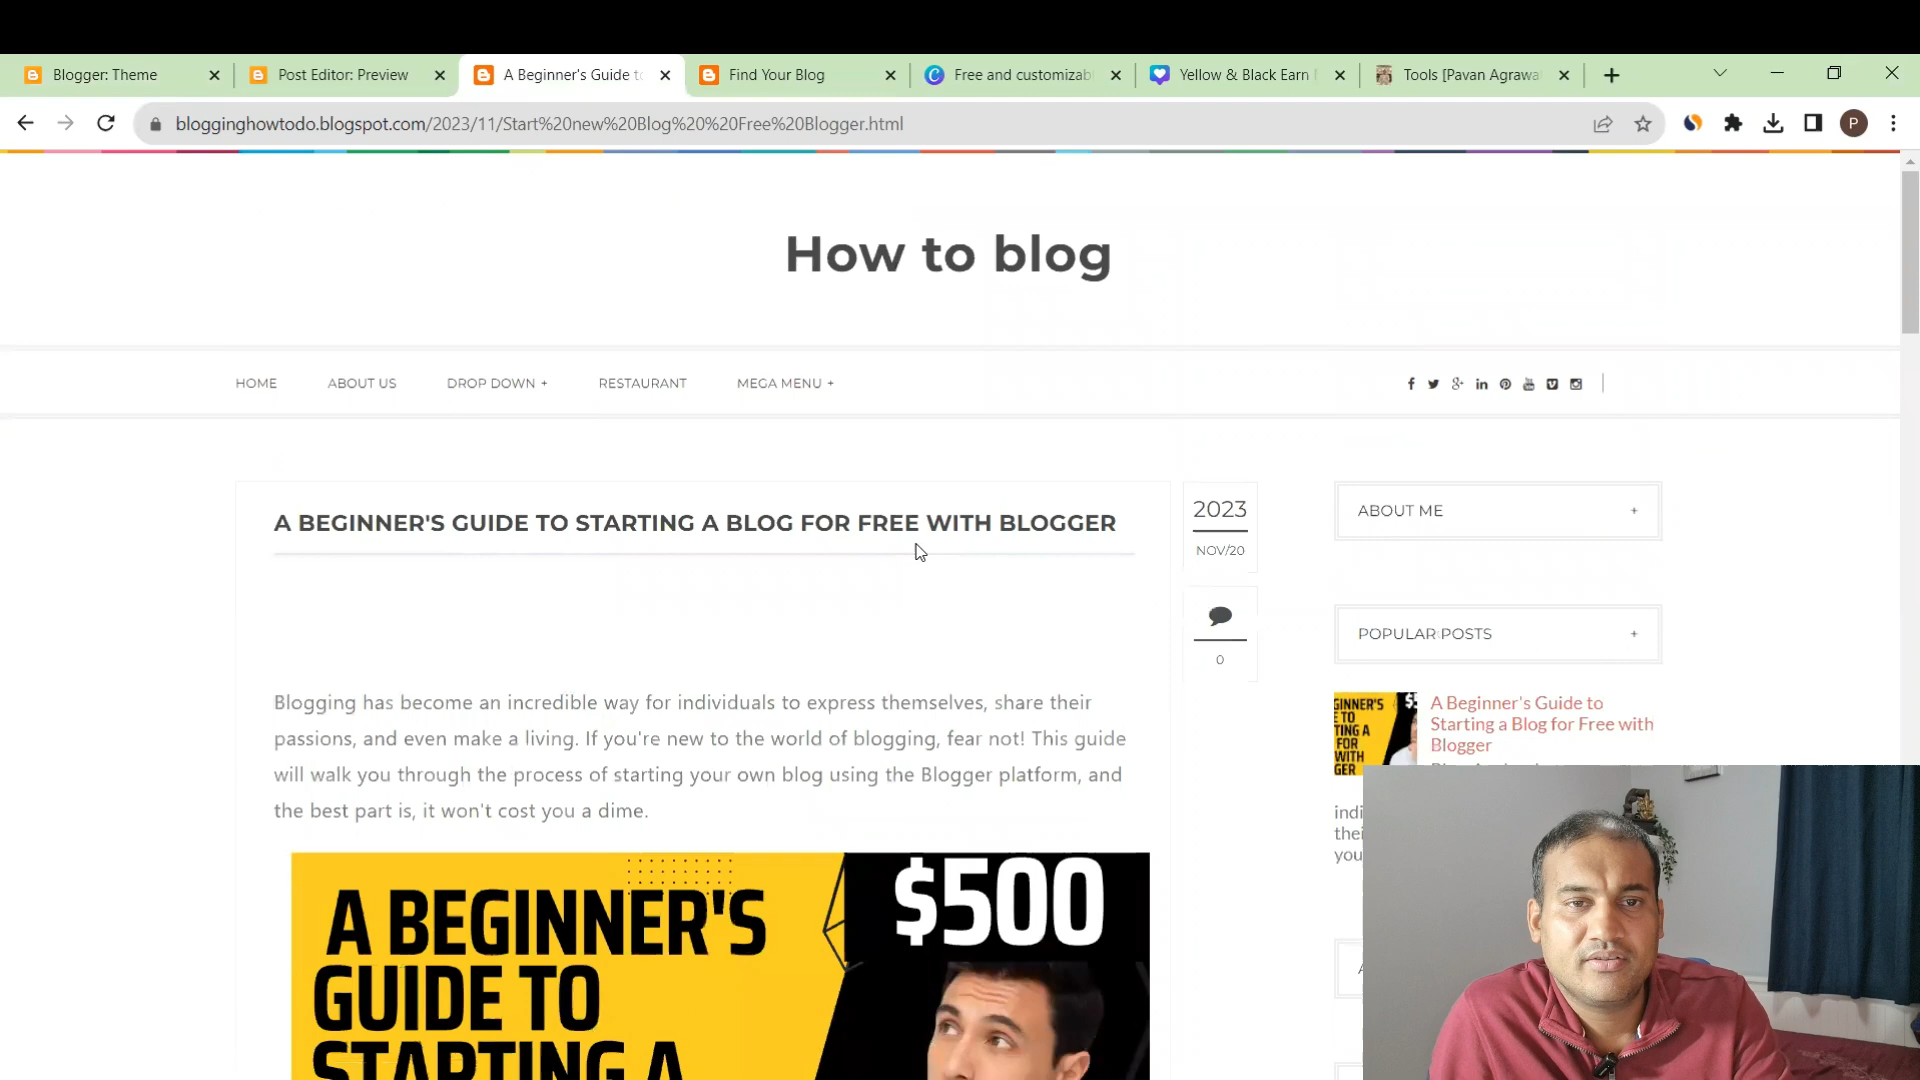 Blogger: Theme
Post Editor: Preview
A Beginner's Guide to
Find Your Blog
Free and customizab
Yellow & Black Earn
Tools [Pavan Agrawa
blogginghowtodo.blogspot.com/2023/11/Start%20new%20Blog%20%20Free%20Blogger.html
P
How to blog
HOME
ABOUT US
DROP DOWN +
RESTAURANT
MEGA MENU +
A BEGINNER'S GUIDE TO STARTING A BLOG FOR FREE WITH BLOGGER
2023
NOV/20
0
Blogging has become an incredible way for individuals to express themselves, share their
passions, and even make a living. If you're new to the world of blogging, fear not! This guide
will walk you through the process of starting your own blog using the Blogger platform, and
the best part is, it won't cost you a dime.
A BEGINNER'S
GUIDE TO
STARTING A
$500
ABOUT ME +
POPULAR POSTS +
A Beginner's Guide to
Starting a Blog for Free with
Blogger
indi
thei
you